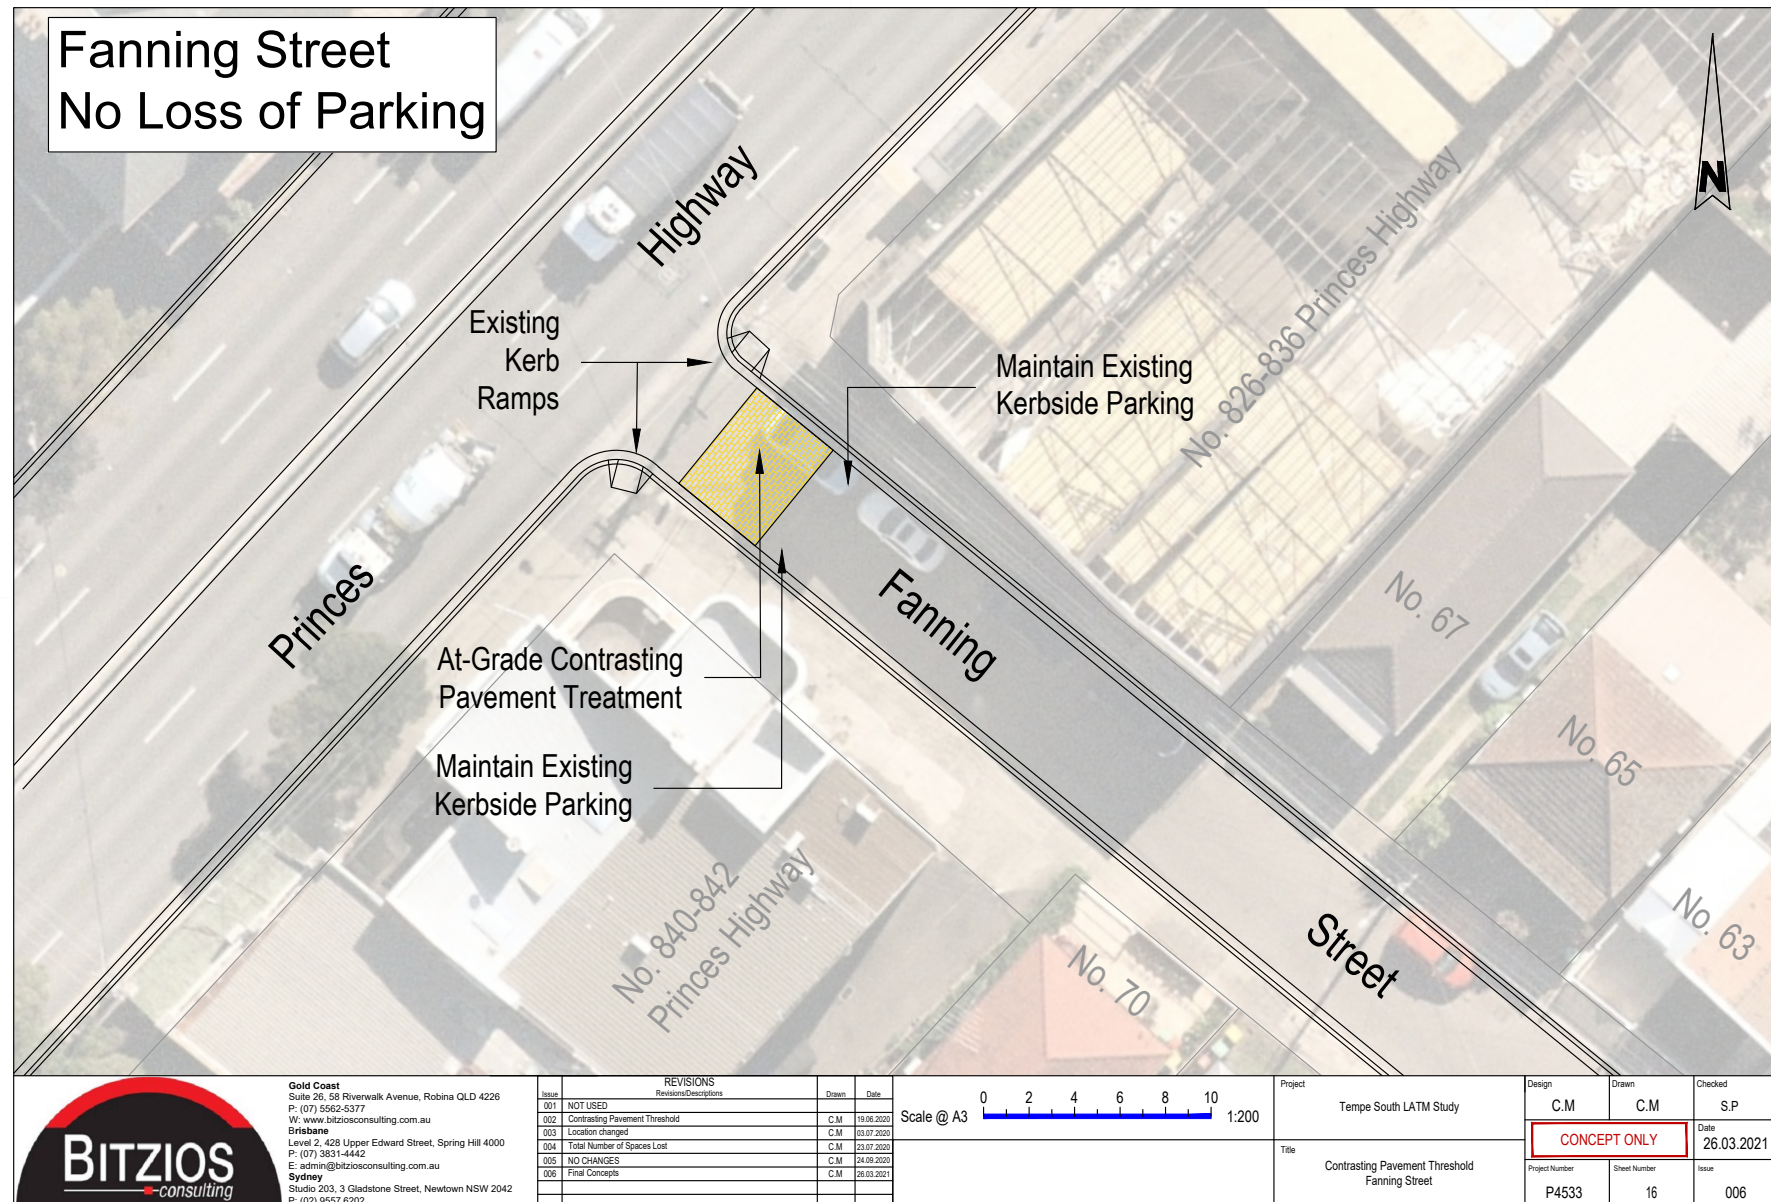 Fanning Street
No Loss of Parking
N
Highway
Princes
Existing
Kerb
Ramps
Maintain Existing
Kerbside Parking
No. 826-836 Princes Highway
Fanning
Street
No. 67
No. 65
No. 63
At-Grade Contrasting
Pavement Treatment
Maintain Existing
Kerbside Parking
No. 840-842
Princes Highway
No. 70
BITZIOS
consulting
Gold Coast
Suite 26, 58 Riverwalk Avenue, Robina QLD 4226
P: (07) 5562-5377
W: www.bitziosconsulting.com.au
Brisbane
Level 2, 428 Upper Edward Street, Spring Hill 4000
P: (07) 3831-4442
E: admin@bitziosconsulting.com.au
Sydney
Studio 203, 3 Gladstone Street, Newtown NSW 2042
P: (02) 9557 6202
REVISIONS
Issue Revisions/Descriptions Drawn Date
001 NOT USED
002 Contrasting Pavement Threshold C.M 19.06.2020
003 Location changed C.M 03.07.2020
004 Total Number of Spaces Lost C.M 23.07.2020
005 NO CHANGES C.M 24.09.2020
006 Final Concepts C.M 26.03.2021
Scale @ A3 0 2 4 6 8 10 1:200
Project
Tempe South LATM Study
Title
Contrasting Pavement Threshold
Fanning Street
Design Drawn Checked
C.M C.M S.P
CONCEPT ONLY
Date
26.03.2021
Project Number Sheet Number Issue
P4533 16 006